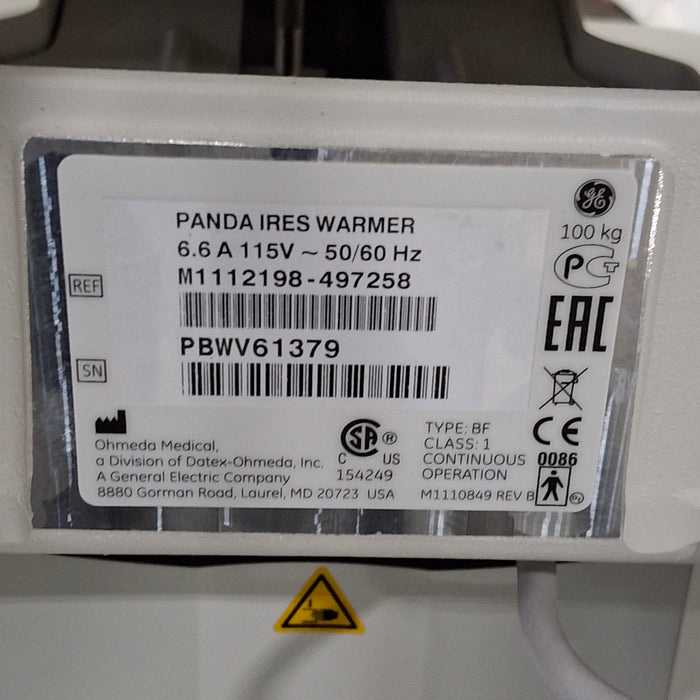 GE
100 kg
PANDA IRES WARMER
6.6 A 115V ~ 50/60 Hz
REF
M1112198-497258
EAC
SN
PBWV61379
Ohmeda Medical,
a Division of Datex-Ohmeda, Inc.
A General Electric Company
8880 Gorman Road, Laurel, MD 20723 USA
SA ®
C US
154249
TYPE: BF
CLASS: 1
CONTINUOUS
OPERATION
M1110849 REV B
CE
0086